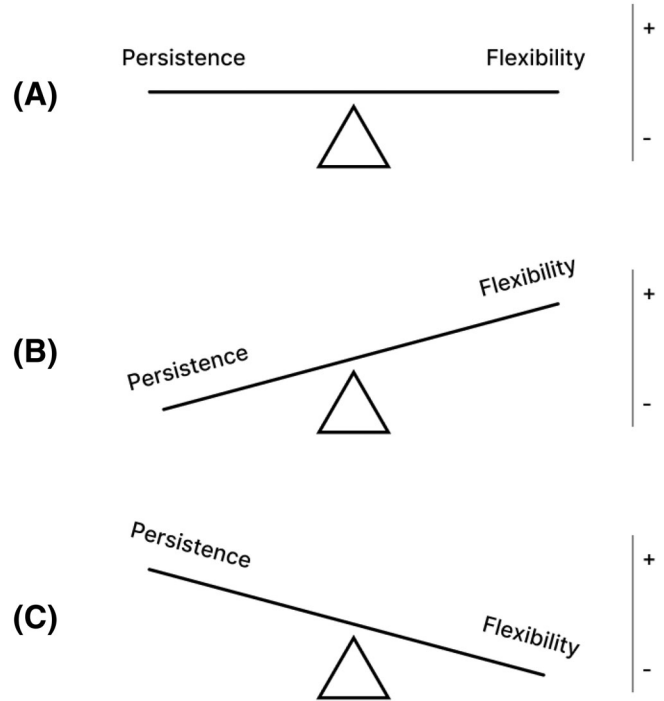 Persistence
Flexibility
+
(A)
-
Flexibility
+
(B)
Persistence
-
Persistence
+
(C)
Flexibility
-